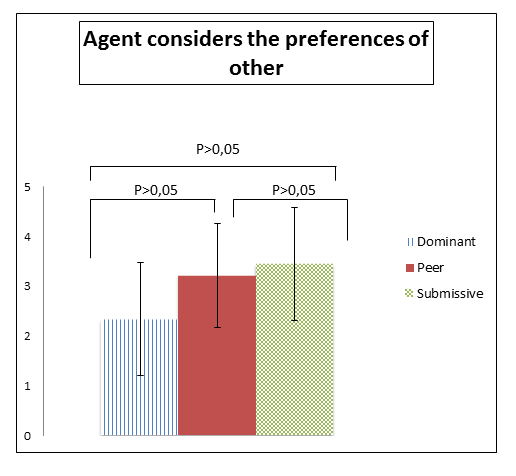 Agent considers the preferences of
other
P>0,05
P>0,05 P>0,05
5
4
3
2
1
0
Dominant
Peer
Submissive